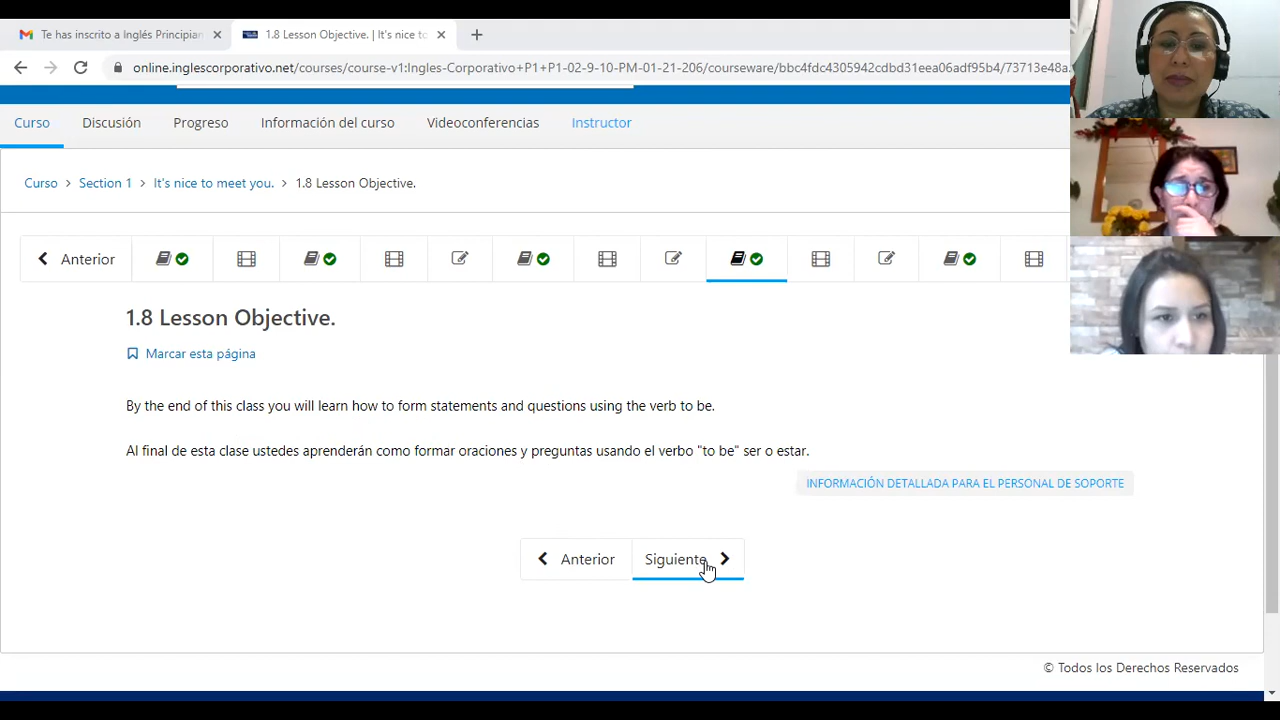 Te has inscrito a Inglés Principian
1.8 Lesson Objective. | It's nice to
online.inglescorporativo.net/courses/course-v1:Ingles-Corporativo+P1+P1-02-9-10-PM-01-21-206/courseware/bbc4fdc4305942cdbd31eea06adf95b4/73713e48a
Curso
Discusión
Progreso
Información del curso
Videoconferencias
Instructor
Curso > Section 1 > It's nice to meet you. > 1.8 Lesson Objective.
Anterior
1.8 Lesson Objective.
Marcar esta página
By the end of this class you will learn how to form statements and questions using the verb to be.
Al final de esta clase ustedes aprenderán como formar oraciones y preguntas usando el verbo "to be" ser o estar.
INFORMACIÓN DETALLADA PARA EL PERSONAL DE SOPORTE
Anterior
Siguiente
© Todos los Derechos Reservados